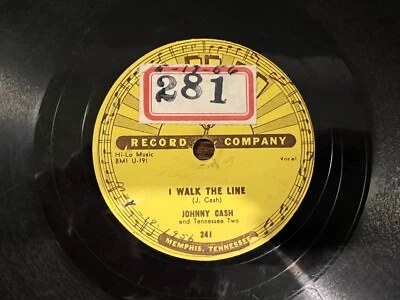 281
RECORD COMPANY
Hi-Lo Music
BMI U-191
Vocal
I WALK THE LINE
(J. Cash)
JOHNNY CASH
and Tennessee Two
241
MEMPHIS, TENNESSEE